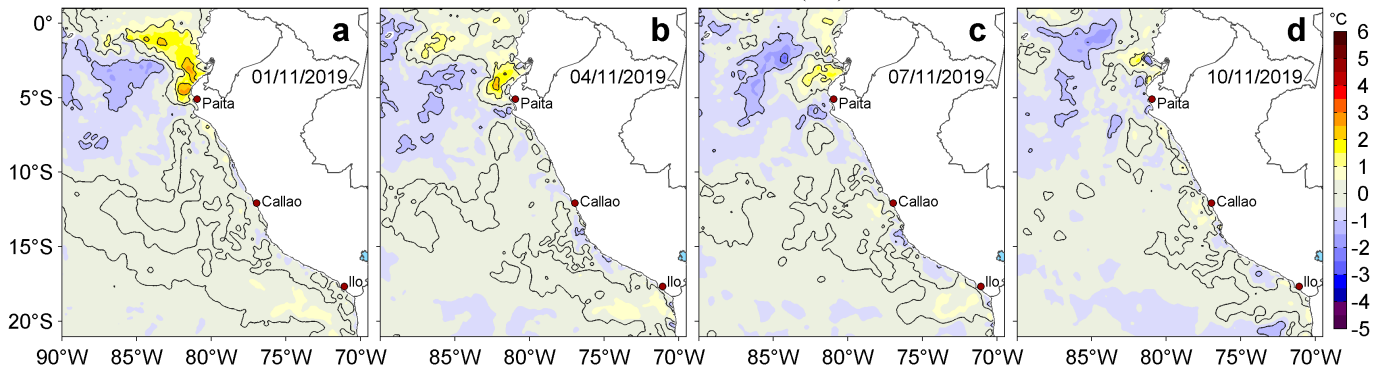 a
b
c
d
°C
0°
5°S
10°S
15°S
20°S
01/11/2019
04/11/2019
07/11/2019
10/11/2019
Paita
Paita
Paita
Paita
Callao
Callao
Callao
Callao
Ilo
Ilo
Ilo
Ilo
90°W 85°W 80°W 75°W 70°W
85°W 80°W 75°W 70°W
85°W 80°W 75°W 70°W
85°W 80°W 75°W 70°W
6
5
4
3
2
1
0
-1
-2
-3
-4
-5